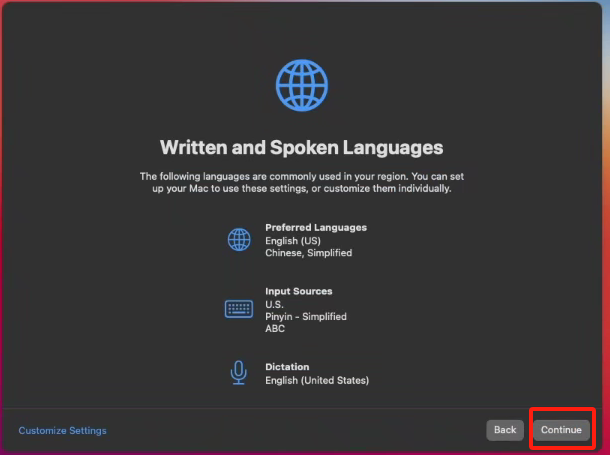 Written and Spoken Languages
The following languages are commonly used in your region. You can set
up your Mac to use these settings, or customize them individually.
Preferred Languages
English (US)
Chinese, Simplified
Input Sources
U.S.
Pinyin - Simplified
ABC
Dictation
English (United States)
Customize Settings
Back
Continue